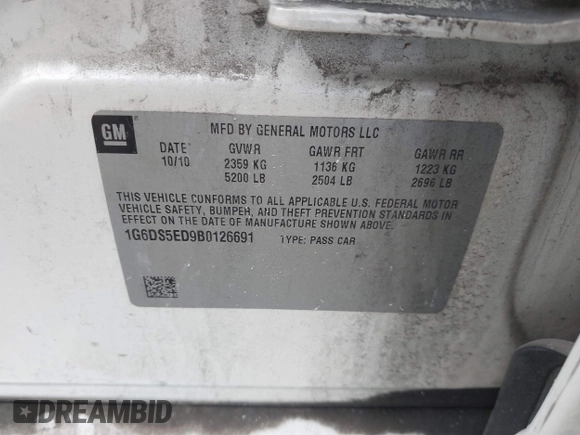 GM
MFD BY GENERAL MOTORS LLC
DATE GVWR GAWR FRT GAWR RR
10/10 2359 KG 1136 KG 1223 KG
5200 LB 2504 LB 2696 LB
THIS VEHICLE CONFORMS TO ALL APPLICABLE U.S. FEDERAL MOTOR
VEHICLE SAFETY, BUMPER, AND THEFT PREVENTION STANDARDS IN
EFFECT ON THE DATE OF MANUFACTURE SHOWN ABOVE.
1G6DS5ED9B0126691 TYPE: PASS CAR
DREAMBID